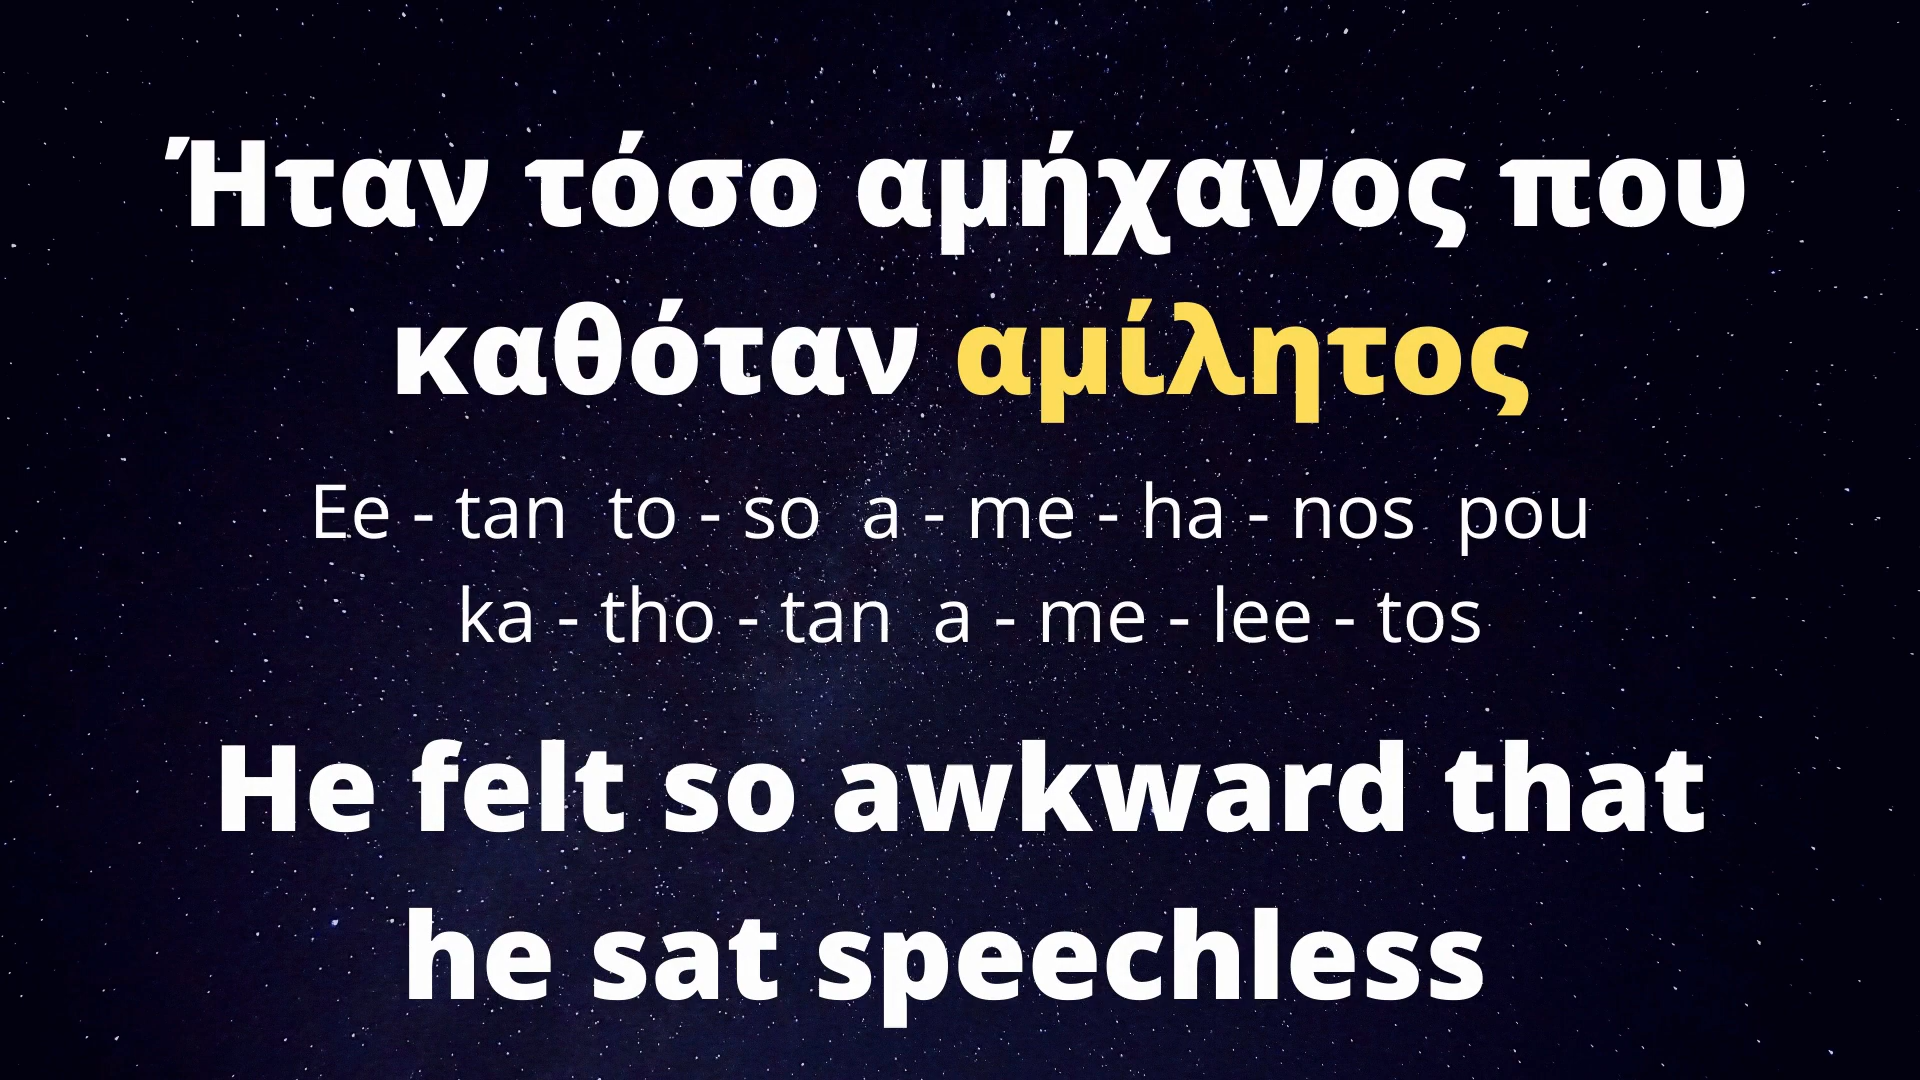 Ήταν τόσο αμήχανος που
καθόταν αμίλητος
Ee - tan to - so a - me - ha - nos pou
ka - tho - tan a - me - lee - tos
He felt so awkward that
he sat speechless